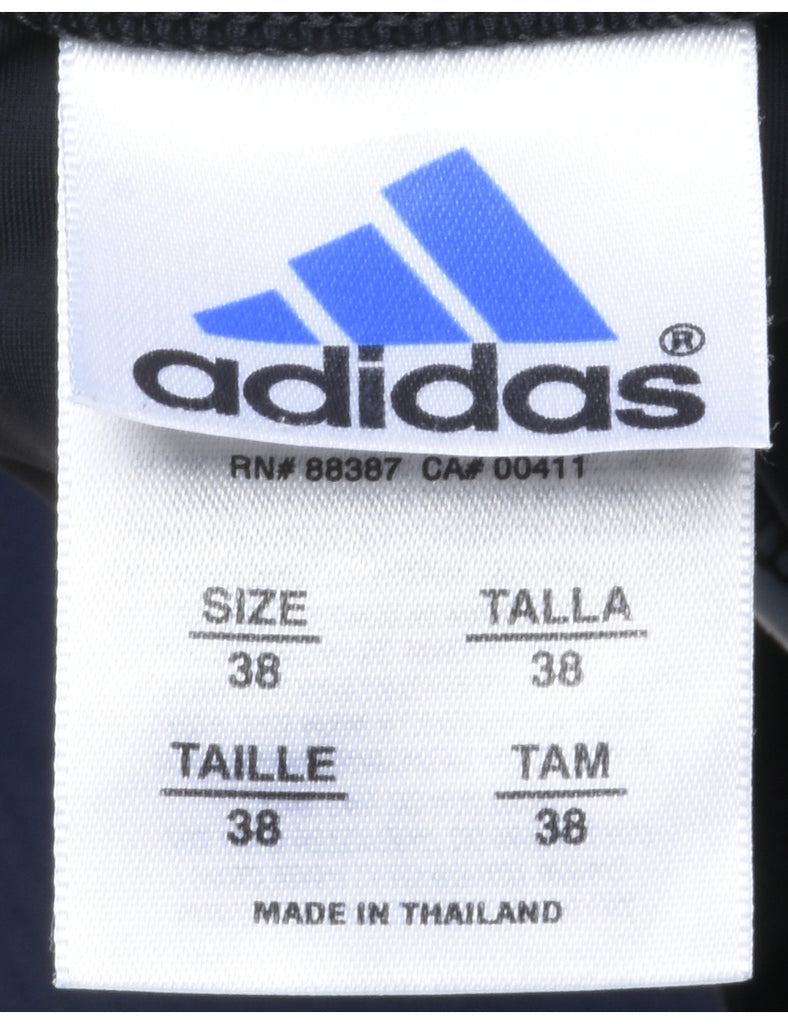 adidas®
RN# 88387 CA# 00411
SIZE TALLA
38 38
TAILLE TAM
38 38
MADE IN THAILAND